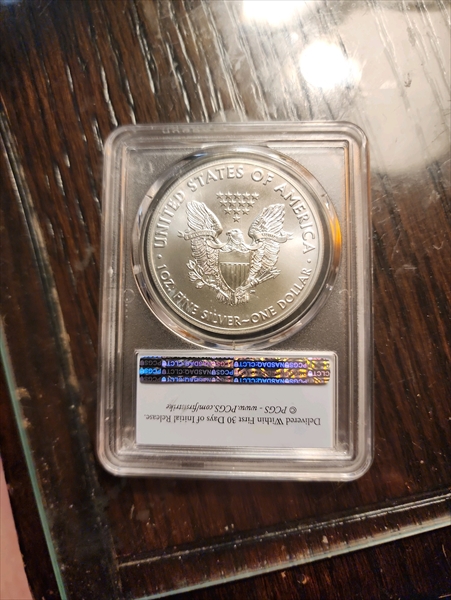 UNITED STATES OF AMERICA
1 OZ. FINE SILVER~ONE DOLLAR
PCGS NASDAQ-CLCT
Delivered Within First 30 Days of Initial Release.
© PCGS - www.PCGS.com/firststrike